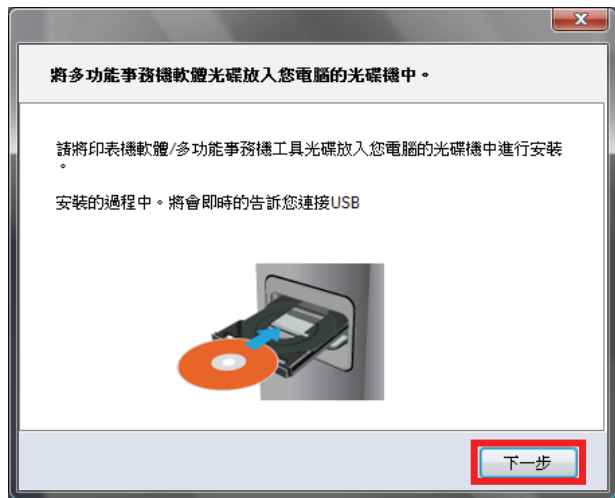 將多功能事務機軟體光碟放入您電腦的光碟機中。
請將印表機軟體/多功能事務機工具光碟放入您電腦的光碟機中進行安裝
。
安裝的過程中。將會即時的告訴您連接USB
下一步